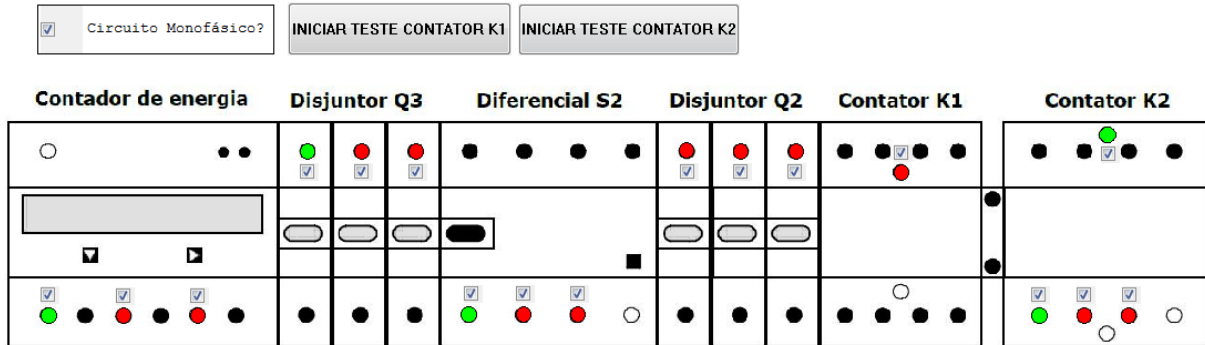 Circuito Monofásico?
INICIAR TESTE CONTATOR K1
INICIAR TESTE CONTATOR K2
Contador de energia
Disjuntor Q3
Diferencial S2
Disjuntor Q2
Contator K1
Contator K2